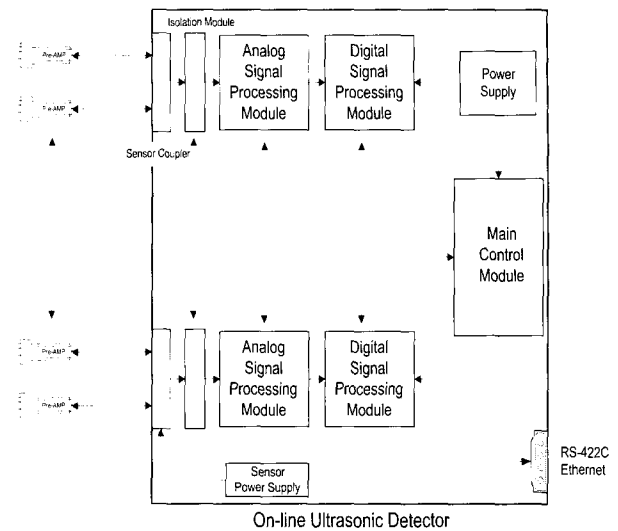 Isolation Module
Pre-AMP
Pre-AMP
Analog
Signal
Processing
Module
Digital
Signal
Processing
Module
Power
Supply
Sensor Coupler
Main
Control
Module
Pre-AMP
Pre-AMP
Analog
Signal
Processing
Module
Digital
Signal
Processing
Module
Sensor
Power Supply
RS-422C
Ethernet
On-line Ultrasonic Detector